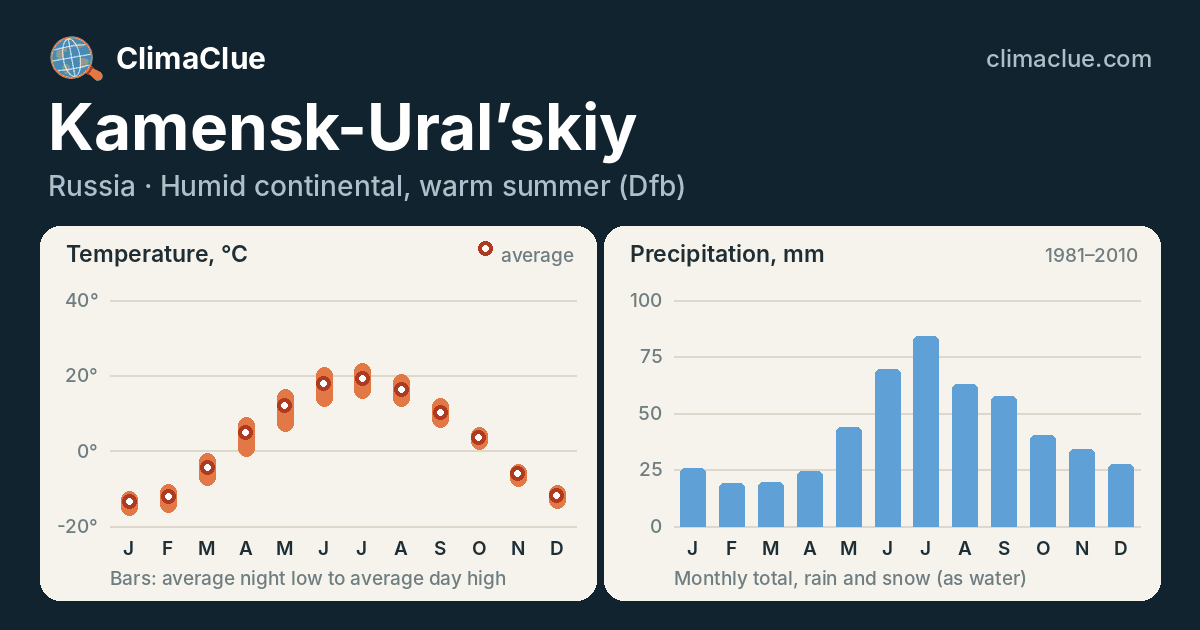 ClimaClue
climaclue.com
Kamensk-Ural’skiy
Russia · Humid continental, warm summer (Dfb)
Temperature, °C
average
40°
20°
0°
-20°
J F M A M J J A S O N D
Bars: average night low to average day high
Precipitation, mm
1981–2010
100
75
50
25
0
J F M A M J J A S O N D
Monthly total, rain and snow (as water)